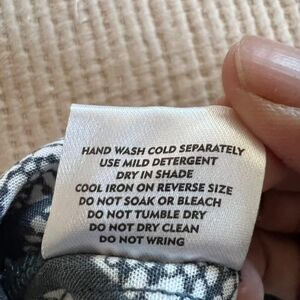 HAND WASH COLD SEPARATELY
USE MILD DETERGENT
DRY IN SHADE
COOL IRON ON REVERSE SIZE
DO NOT SOAK OR BLEACH
DO NOT TUMBLE DRY
DO NOT DRY CLEAN
DO NOT WRING